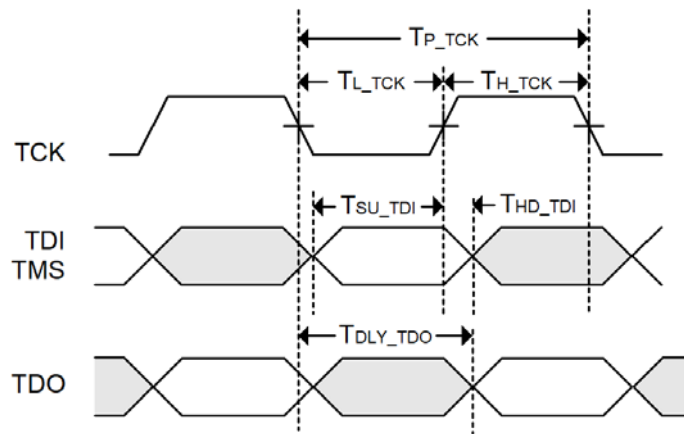 TP_TCK
TL_TCK TH_TCK
TCK
TSU_TDI THD_TDI
TDI
TMS
TDLY_TDO
TDO